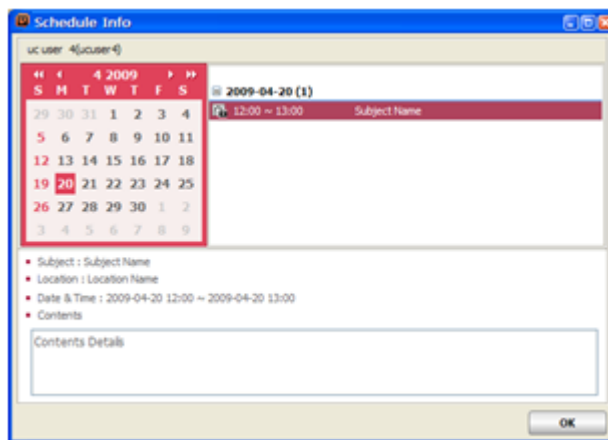 Schedule Info
uc user 4(ucuser4)
4 2009
S M T W T F S
29 30 31 1 2 3 4
5 6 7 8 9 10 11
12 13 14 15 16 17 18
19 20 21 22 23 24 25
26 27 28 29 30 1 2
3 4 5 6 7 8 9
2009-04-20 (1)
12:00 ~ 13:00 Subject Name
Subject : Subject Name
Location : Location Name
Date & Time : 2009-04-20 12:00 ~ 2009-04-20 13:00
Contents
Contents Details
OK